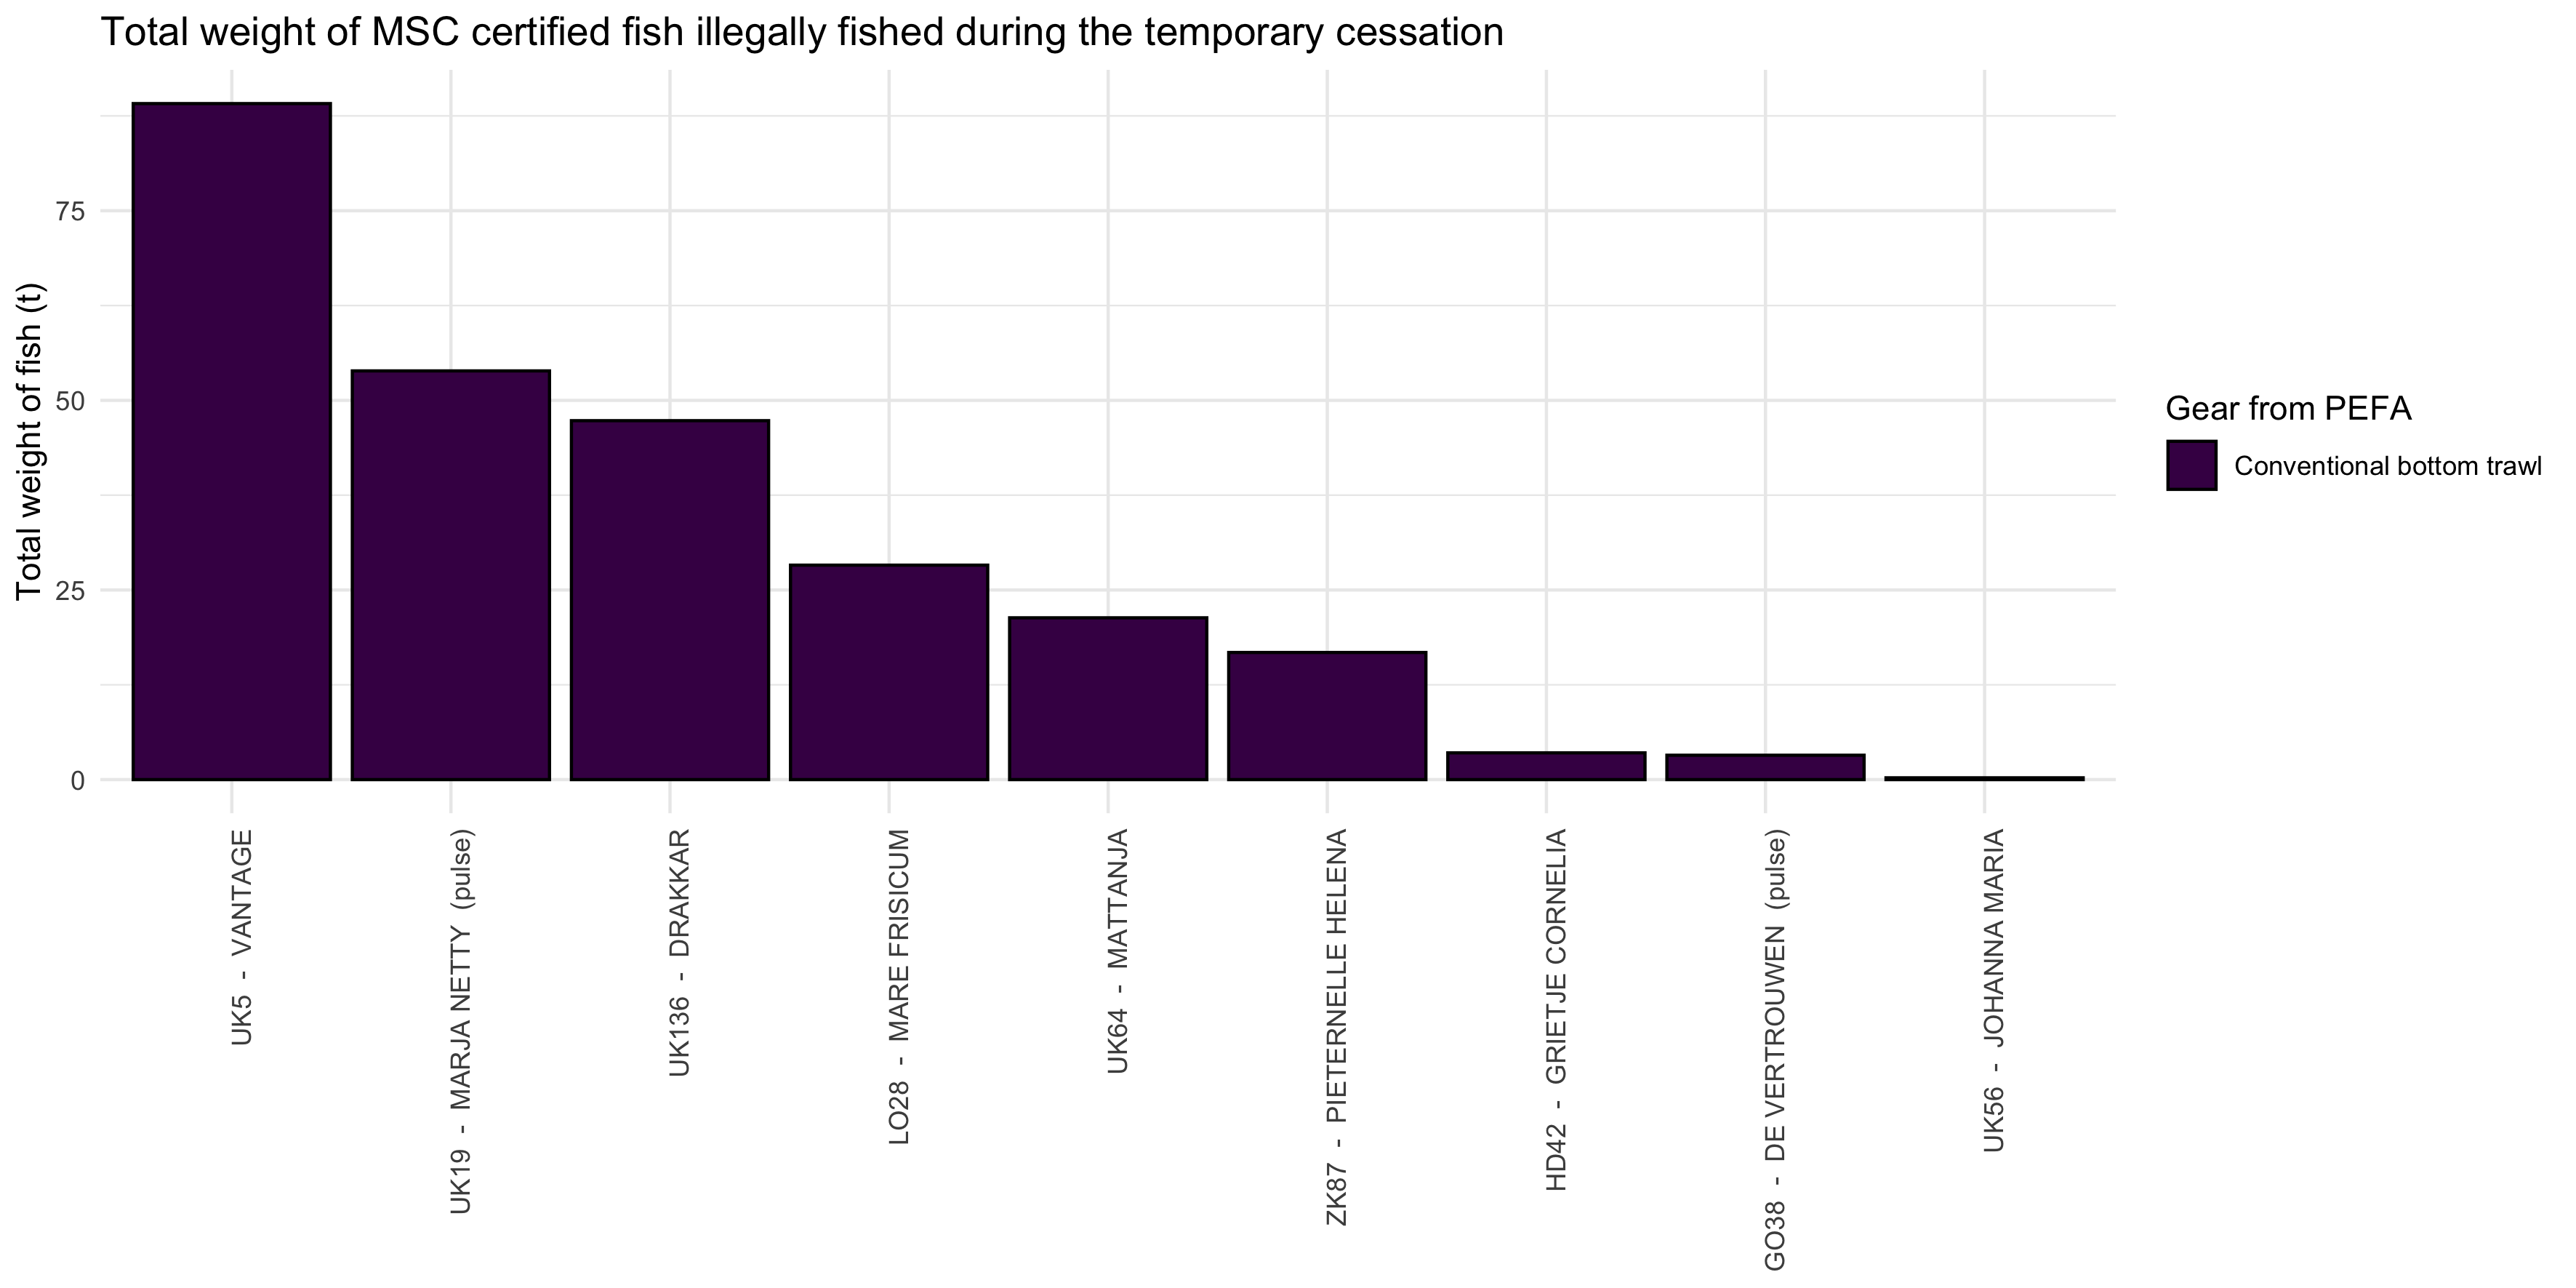 Total weight of MSC certified fish illegally fished during the temporary cessation
Total weight of fish (t)
75
50
25
0
UK5 - VANTAGE
UK19 - MARJA NETTY (pulse)
UK136 - DRAKKAR
LO28 - MARE FRISICUM
UK64 - MATTANJA
ZK87 - PIETERNELLE HELENA
HD42 - GRIETJE CORNELIA
GO38 - DE VERTROUWEN (pulse)
UK56 - JOHANNA MARIA
Gear from PEFA
Conventional bottom trawl